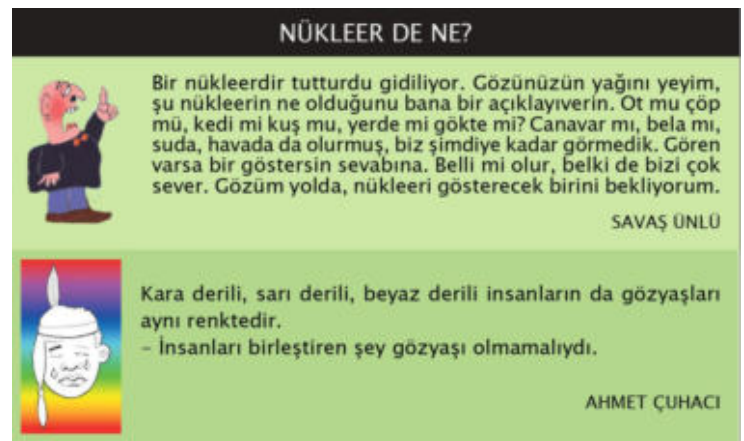 NÜKLEER DE NE?
Bir nükleerdir tutturdu gidiliyor. Gözünüzün yağını yeyim,
şu nükleerin ne olduğunu bana bir açıklayıverin. Ot mu çöp
mü, kedi mi kuş mu, yerde mi gökte mi? Canavar mı, bela mı,
suda, havada da olurmuş, biz şimdiye kadar görmedik. Gören
varsa bir göstersin sevabına. Belli mi olur, belki de bizi çok
sever. Gözüm yolda, nükleeri gösterecek birini bekliyorum.
SAVAŞ ÜNLÜ
Kara derili, sarı derili, beyaz derili insanların da gözyaşları
aynı renktedir.
– İnsanları birleştiren şey gözyaşı olmamalıydı.
AHMET ÇUHACI